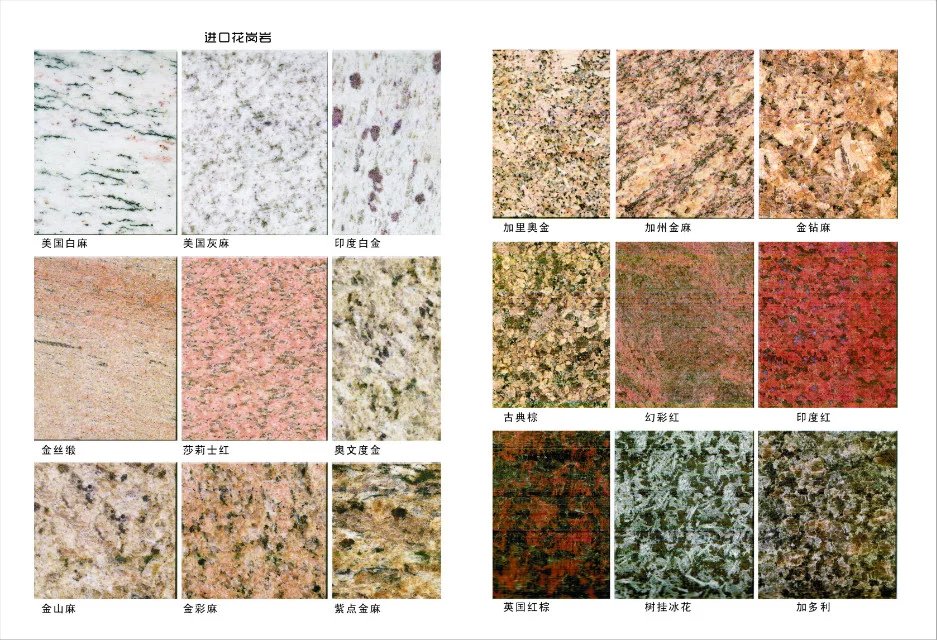 进口花岗岩
美国白麻
美国灰麻
印度白金
金丝缎
莎莉士红
奥文度金
金山麻
金彩麻
紫点金麻
加里奥金
加州金麻
金钻麻
古典棕
幻彩红
印度红
英国红棕
树挂冰花
加多利